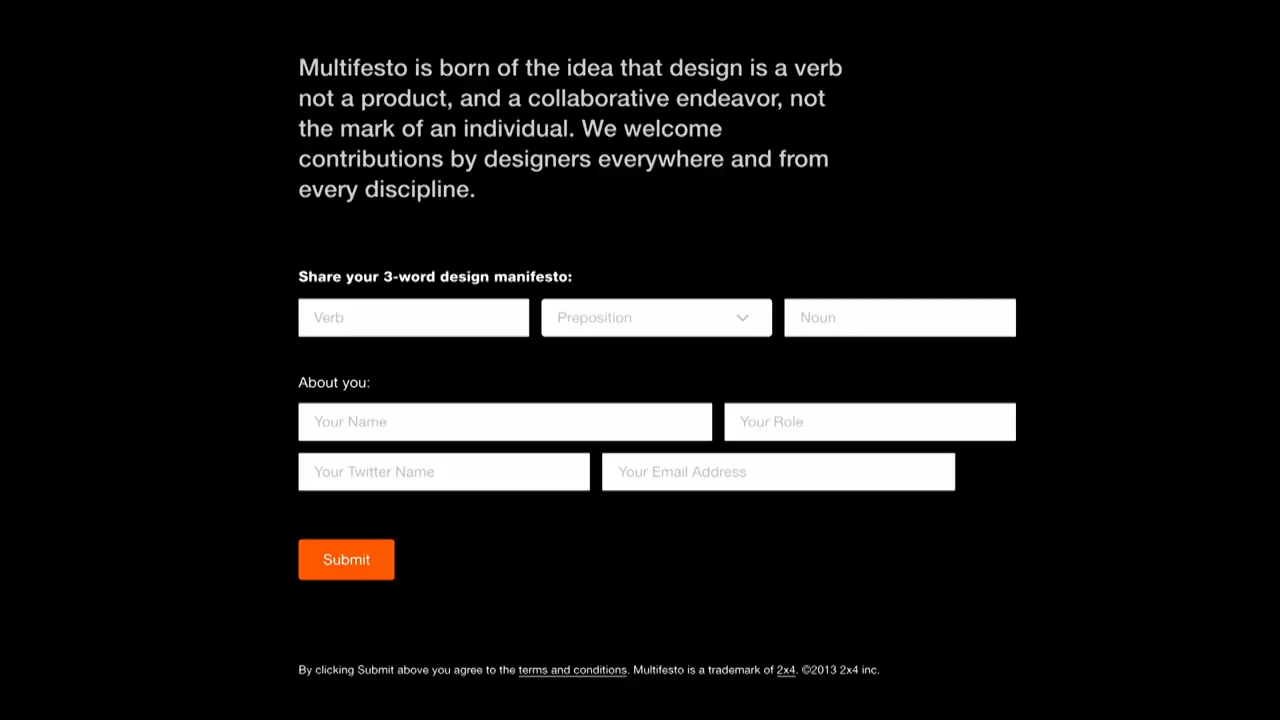 Multifesto is born of the idea that design is a verb
not a product, and a collaborative endeavor, not
the mark of an individual. We welcome
contributions by designers everywhere and from
every discipline.
Share your 3-word design manifesto:
Verb Preposition Noun
About you:
Your Name Your Role
Your Twitter Name Your Email Address
Submit
By clicking Submit above you agree to the terms and conditions. Multifesto is a trademark of 2x4. ©2013 2x4 inc.